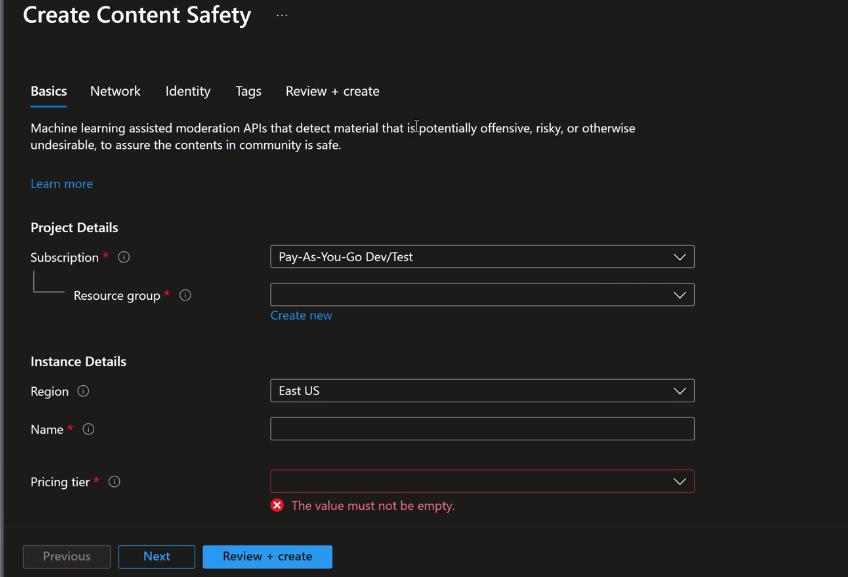 Create Content Safety ...
Basics Network Identity Tags Review + create
Machine learning assisted moderation APIs that detect material that is potentially offensive, risky, or otherwise
undesirable, to assure the contents in community is safe.
Learn more
Project Details
Subscription * Pay-As-You-Go Dev/Test
Resource group *
Create new
Instance Details
Region East US
Name *
Pricing tier *
The value must not be empty.
Previous Next Review + create